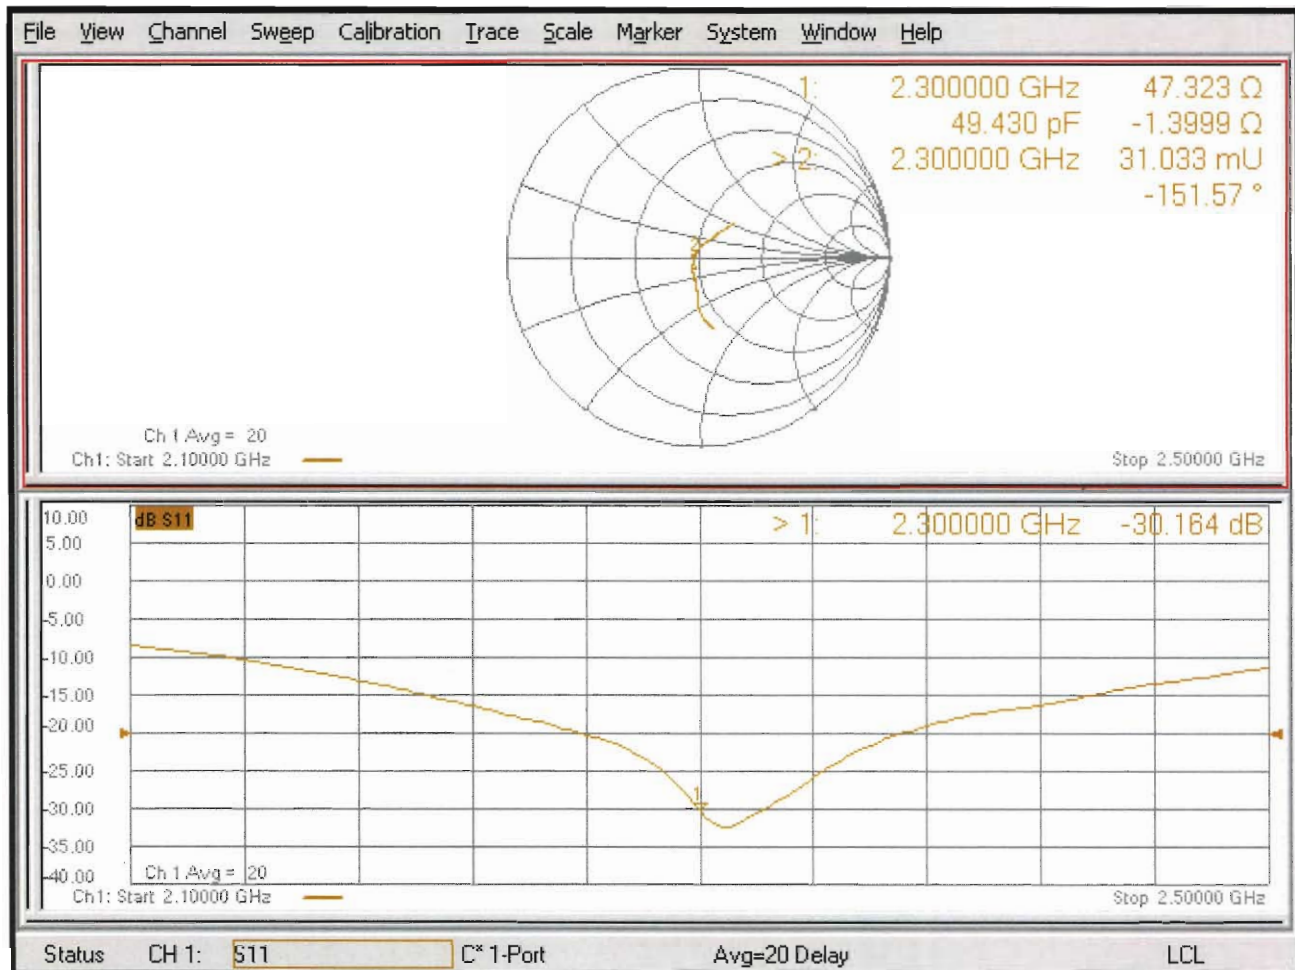 File View Channel Sweep Calibration Trace Scale Marker System Window Help
1: 2.300000 GHz 47.323 Ω
49.430 pF -1.3999 Ω
> 2: 2.300000 GHz 31.033 mU
-151.57 °
2
Ch 1 Avg = 20
Ch1: Start 2.10000 GHz Stop 2.50000 GHz
10.00 dB S11 > 1: 2.300000 GHz -30.164 dB
5.00
0.00
-5.00
-10.00
-15.00
-20.00
-25.00
-30.00 1
-35.00
-40.00 Ch 1 Avg = 20
Ch1: Start 2.10000 GHz Stop 2.50000 GHz
Status CH 1: S11 C* 1-Port Avg=20 Delay LCL